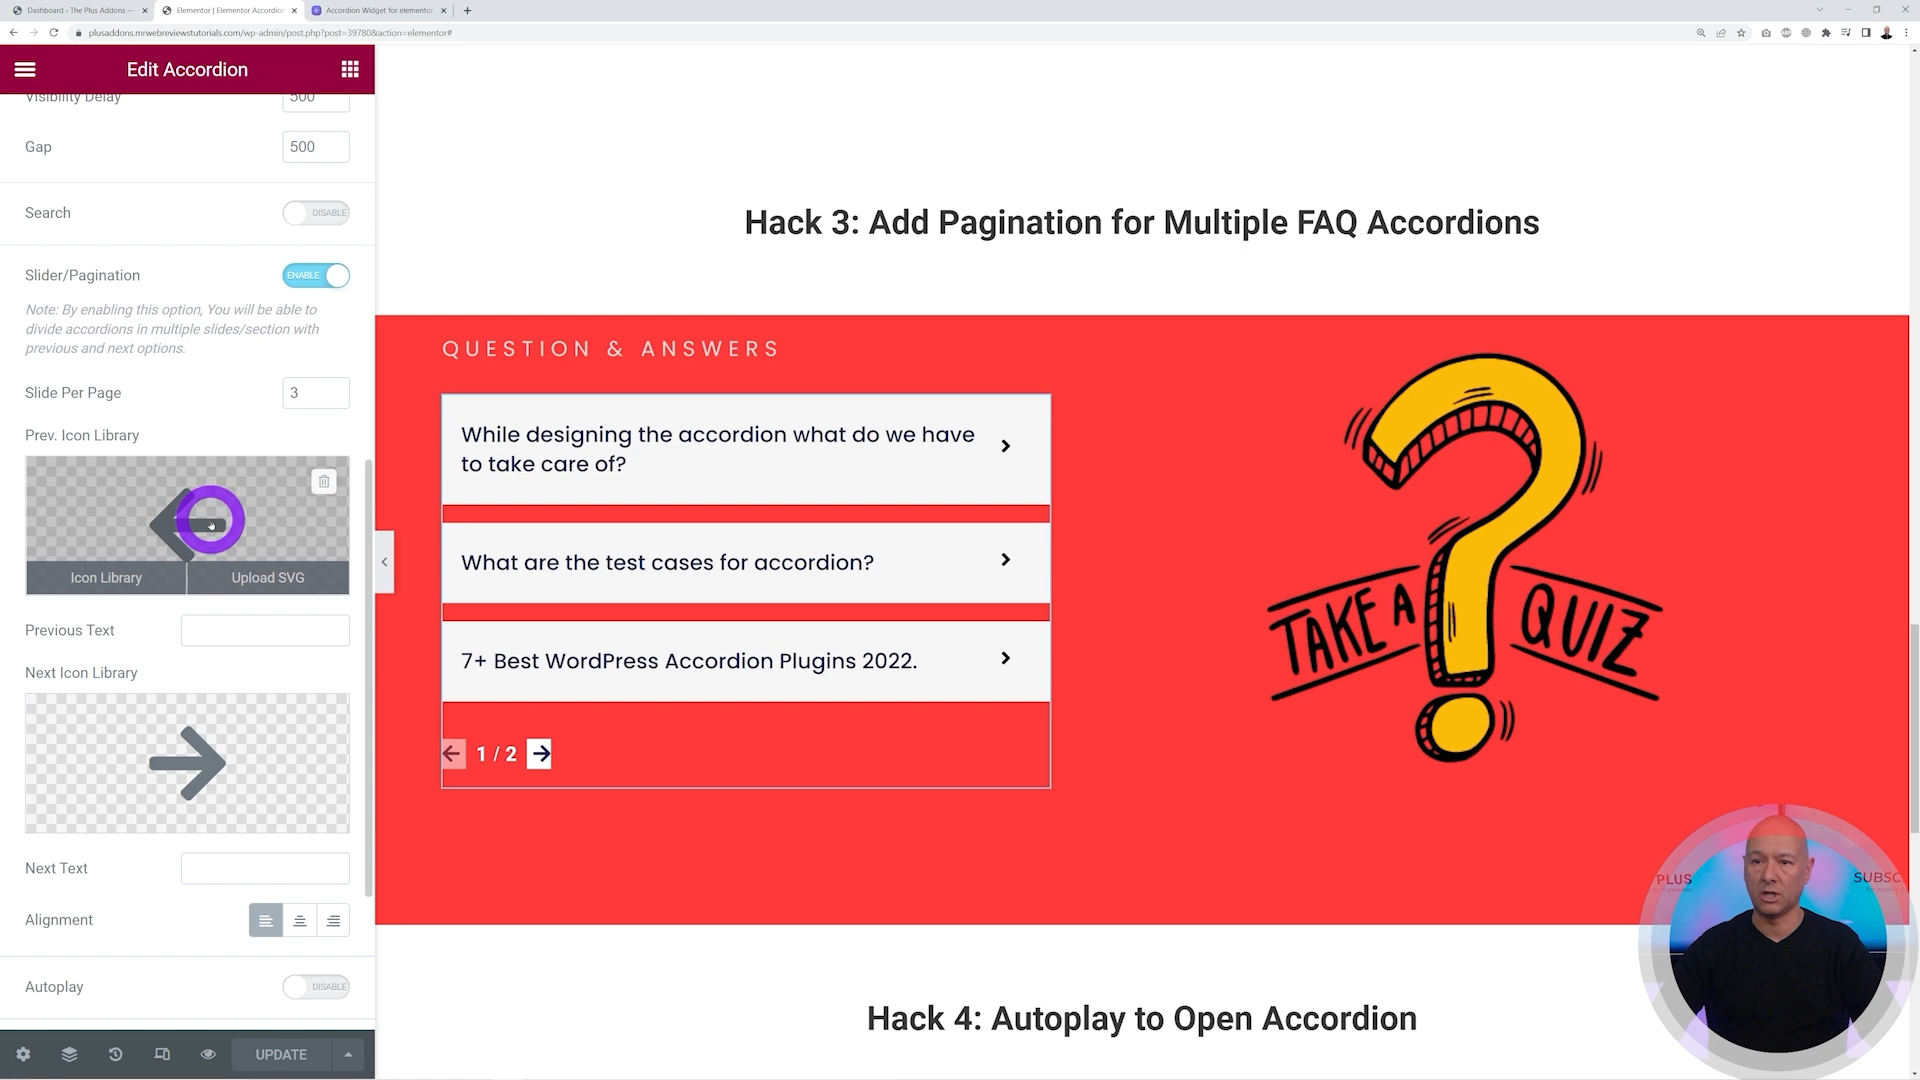 Dashboard ‹ The Plus Addons —
Elementor | Elementor Accordion
Accordion Widget for elementor
plusaddons.mrwebreviewstutorials.com/wp-admin/post.php?post=39780&action=elementor#
Edit Accordion
Visibility Delay
500
Gap
500
Search
DISABLE
Slider/Pagination
ENABLE
Note: By enabling this option, You will be able to
divide accordions in multiple slides/section with
previous and next options.
Slide Per Page
3
Prev. Icon Library
Icon Library
Upload SVG
Previous Text
Next Icon Library
Next Text
Alignment
Autoplay
DISABLE
UPDATE
Hack 3: Add Pagination for Multiple FAQ Accordions
QUESTION & ANSWERS
While designing the accordion what do we have
to take care of?
What are the test cases for accordion?
7+ Best WordPress Accordion Plugins 2022.
1 / 2
TAKE A
QUIZ
PLUS
SUBSC
Hack 4: Autoplay to Open Accordion